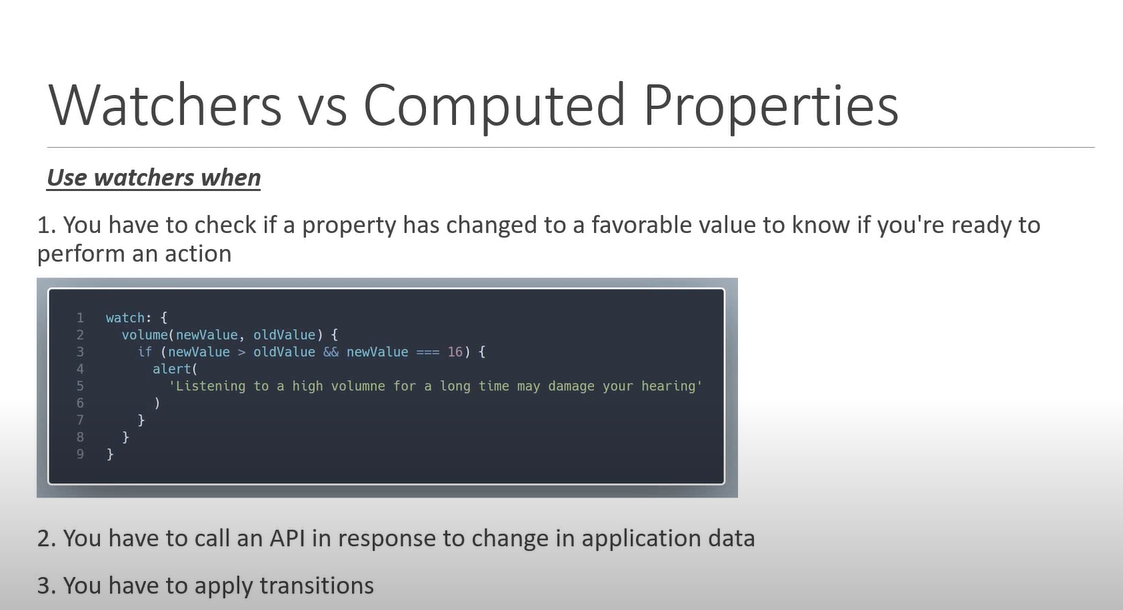 Watchers vs Computed Properties
Use watchers when
1. You have to check if a property has changed to a favorable value to know if you're ready to
perform an action
1 watch: {
2 volume(newValue, oldValue) {
3 if (newValue > oldValue && newValue === 16) {
4 alert(
5 'Listening to a high volumne for a long time may damage your hearing'
6 )
7 }
8 }
9 }
2. You have to call an API in response to change in application data
3. You have to apply transitions